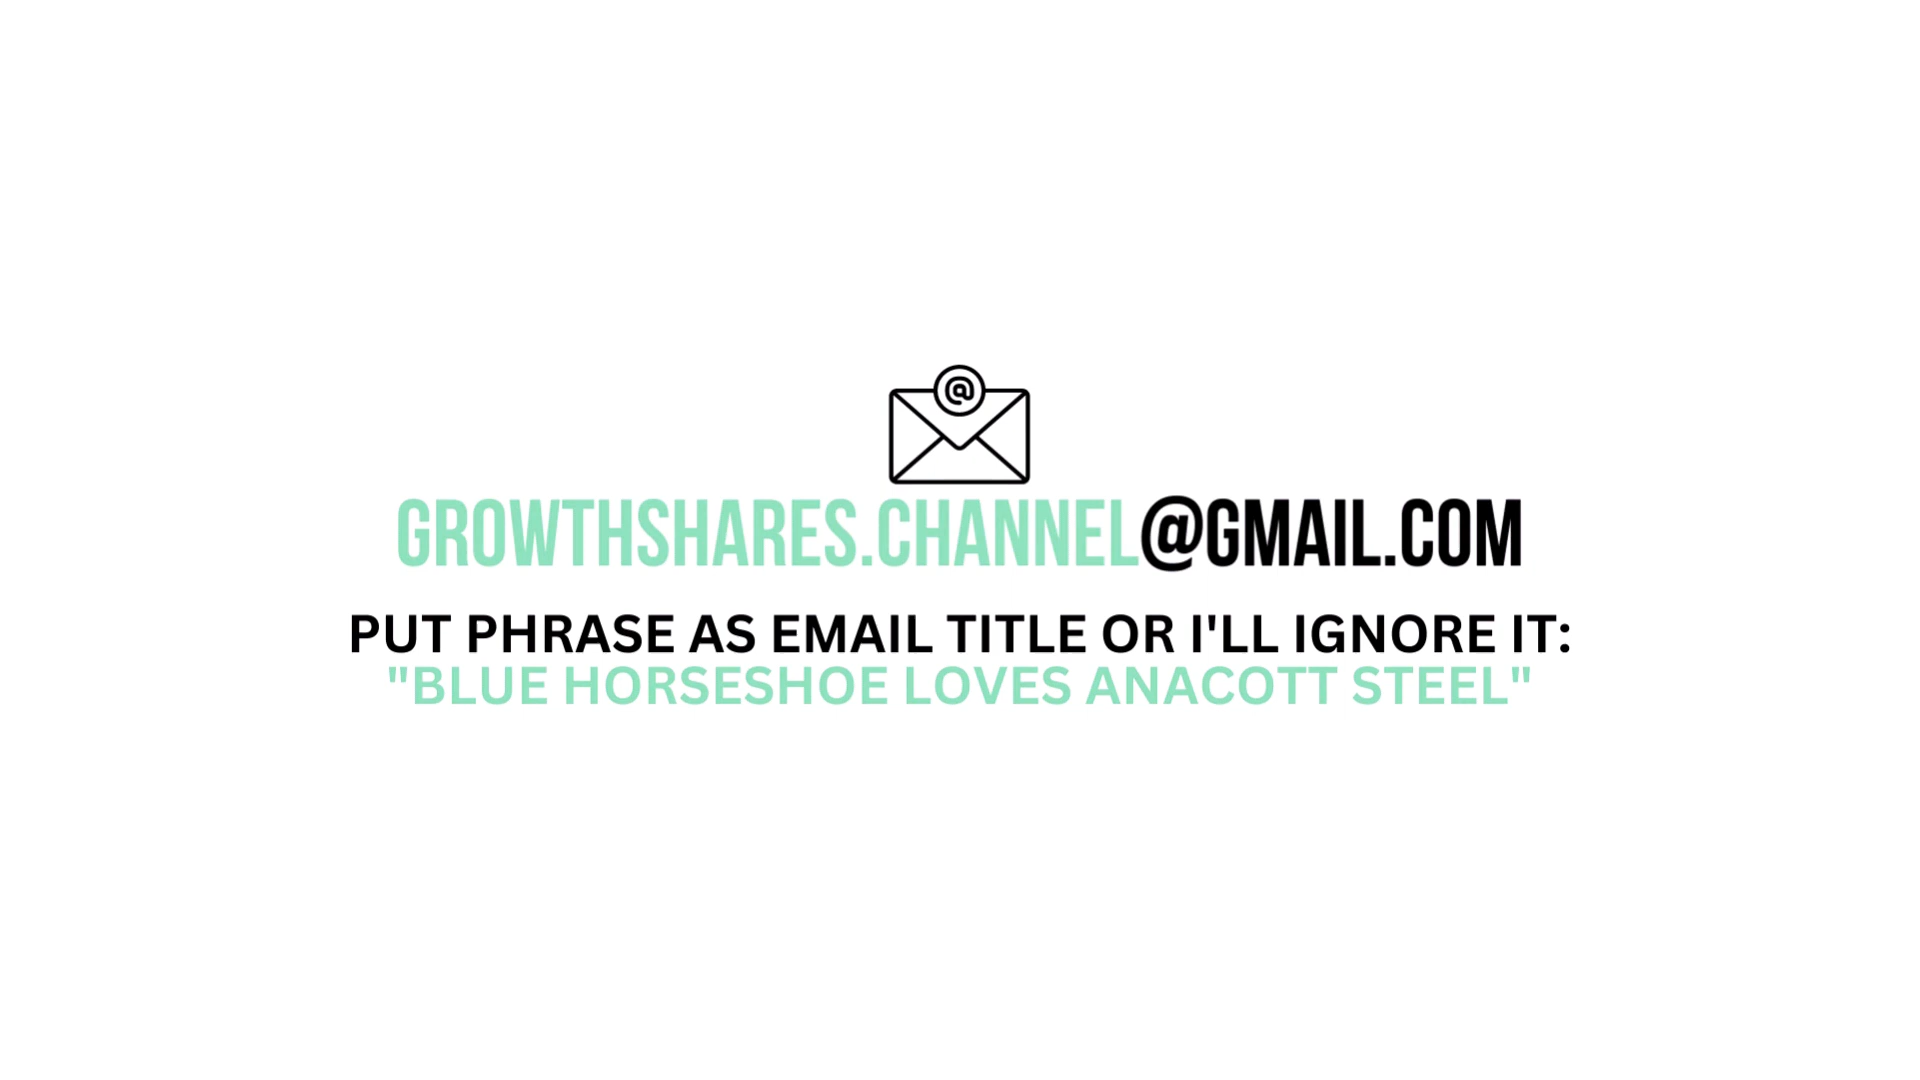 @
GROWTHSHARES.CHANNEL@GMAIL.COM
PUT PHRASE AS EMAIL TITLE OR I'LL IGNORE IT:
"BLUE HORSESHOE LOVES ANACOTT STEEL"